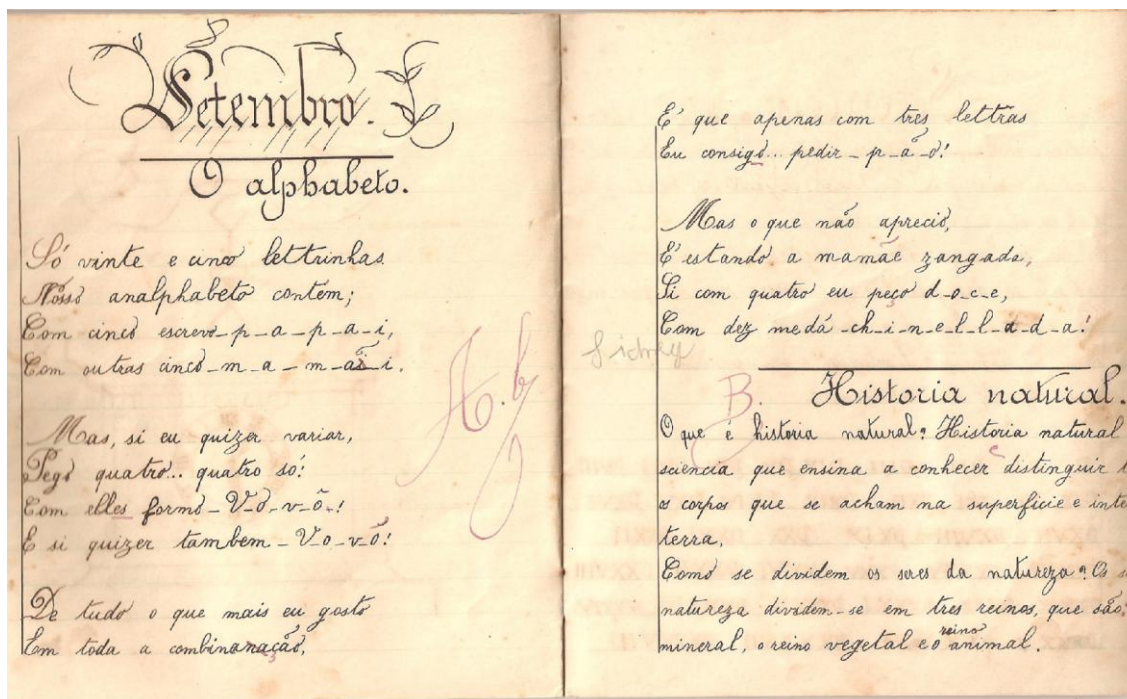 Setembro.
O alphabeto.
Só vinte e cinco lettrinhas
Nosso analphabeto contém;
Com cinco escrevo-p-a-p-a-i,
Com outras cinco-m-a-m-ã-i.
Mas, si eu quizer variar,
Pego quatro... quatro só!
Com elles formo-V-o-v-ô-!
E si quizer tambem-V-o-v-ó!
De tudo o que mais eu gosto
Em toda a combinanação,
É que apenas com tres lettras
Eu consigo... pedir-p-ã-o!
Mas o que não aprecio,
É estando a mamãe zangada,
Si com quatro eu peço d-o-c-e,
Com dez me dá-ch-i-n-e-l-l-a-d-a!
A. b
Sidney
B.
Historia natural.
O que é historia natural? Historia natural
sciencia que ensina a conhecer e distinguir
os corpos que se acham na superficie e inte
terra,
Como se dividem os seres da natureza? Os s
natureza dividem-se em tres reinos, que são:
mineral, o reino vegetal e o reino animal.